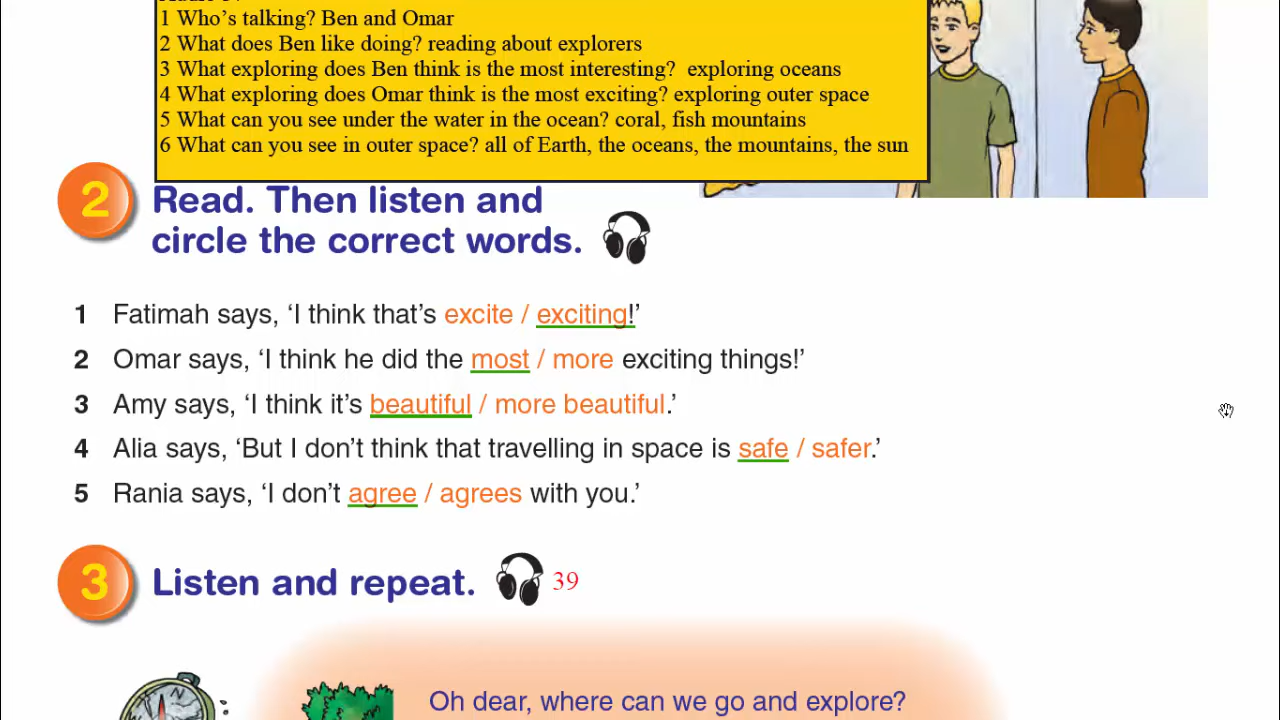 1 Who's talking? Ben and Omar
2 What does Ben like doing? reading about explorers
3 What exploring does Ben think is the most interesting?  exploring oceans
4 What exploring does Omar think is the most exciting? exploring outer space
5 What can you see under the water in the ocean? coral, fish mountains
6 What can you see in outer space? all of Earth, the oceans, the mountains, the sun
2 Read. Then listen and
circle the correct words.
1 Fatimah says, ‘I think that’s excite / exciting!’
2 Omar says, ‘I think he did the most / more exciting things!’
3 Amy says, ‘I think it’s beautiful / more beautiful.’
4 Alia says, ‘But I don’t think that travelling in space is safe / safer.’
5 Rania says, ‘I don’t agree / agrees with you.’
3 Listen and repeat. 39
N
Oh dear, where can we go and explore?